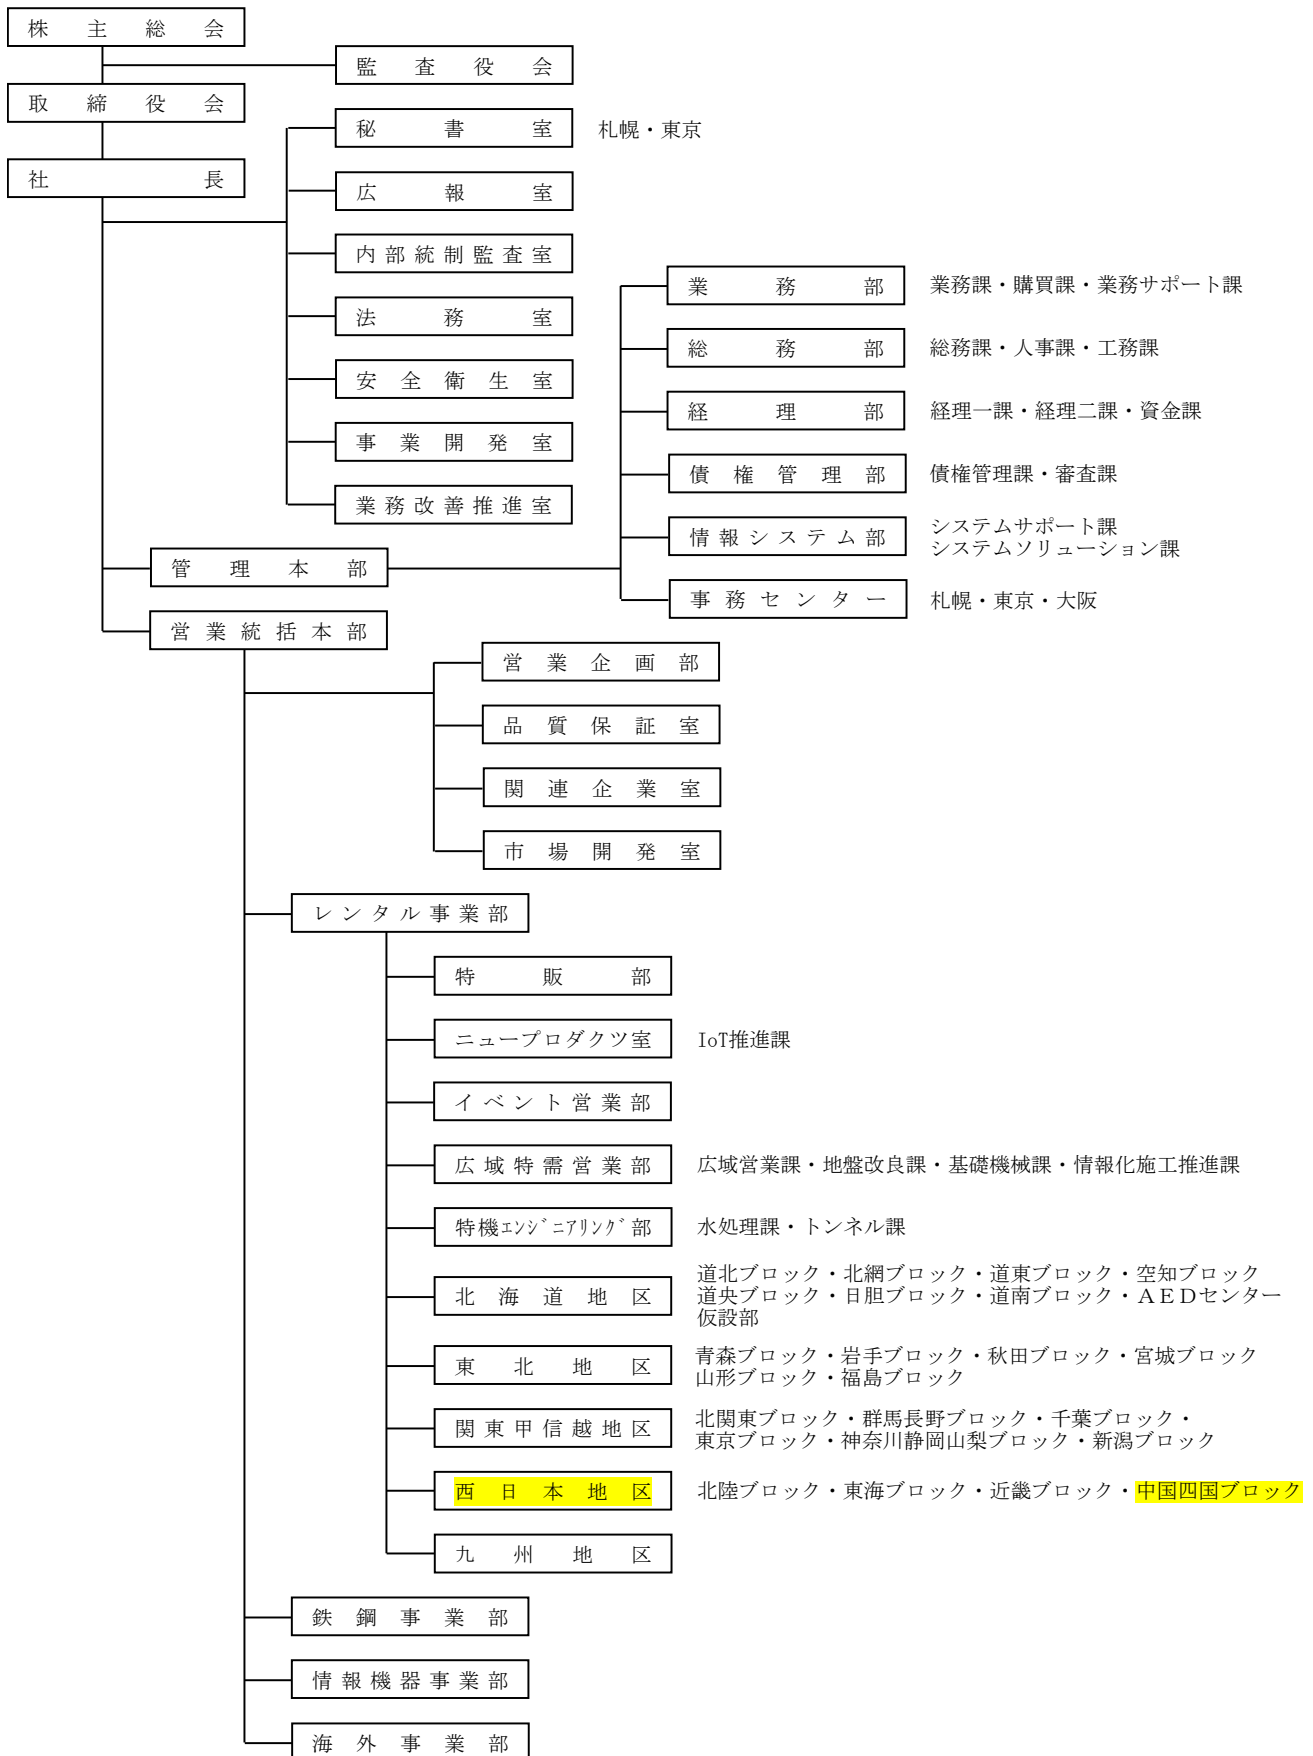 株主総会
監査役会
取締役会
秘書室 札幌・東京
社長
広報室
内部統制監査室
業務部 業務課・購買課・業務サポート課
法務室
総務部 総務課・人事課・工務課
安全衛生室
経理部 経理一課・経理二課・資金課
事業開発室
債権管理部 債権管理課・審査課
業務改善推進室
情報システム部 システムサポート課
システムソリューション課
管理本部
事務センター 札幌・東京・大阪
営業統括本部
営業企画部
品質保証室
関連企業室
市場開発室
レンタル事業部
特販部
ニュープロダクツ室 IoT推進課
イベント営業部
広域特需営業部 広域営業課・地盤改良課・基礎機械課・情報化施工推進課
特機ｴﾝｼﾞﾆｱﾘﾝｸﾞ部 水処理課・トンネル課
北海道地区 道北ブロック・北網ブロック・道東ブロック・空知ブロック
道央ブロック・日胆ブロック・道南ブロック・ＡＥＤセンター
仮設部
東北地区 青森ブロック・岩手ブロック・秋田ブロック・宮城ブロック
山形ブロック・福島ブロック
関東甲信越地区 北関東ブロック・群馬長野ブロック・千葉ブロック・
東京ブロック・神奈川静岡山梨ブロック・新潟ブロック
西日本地区 北陸ブロック・東海ブロック・近畿ブロック・中国四国ブロック
九州地区
鉄鋼事業部
情報機器事業部
海外事業部